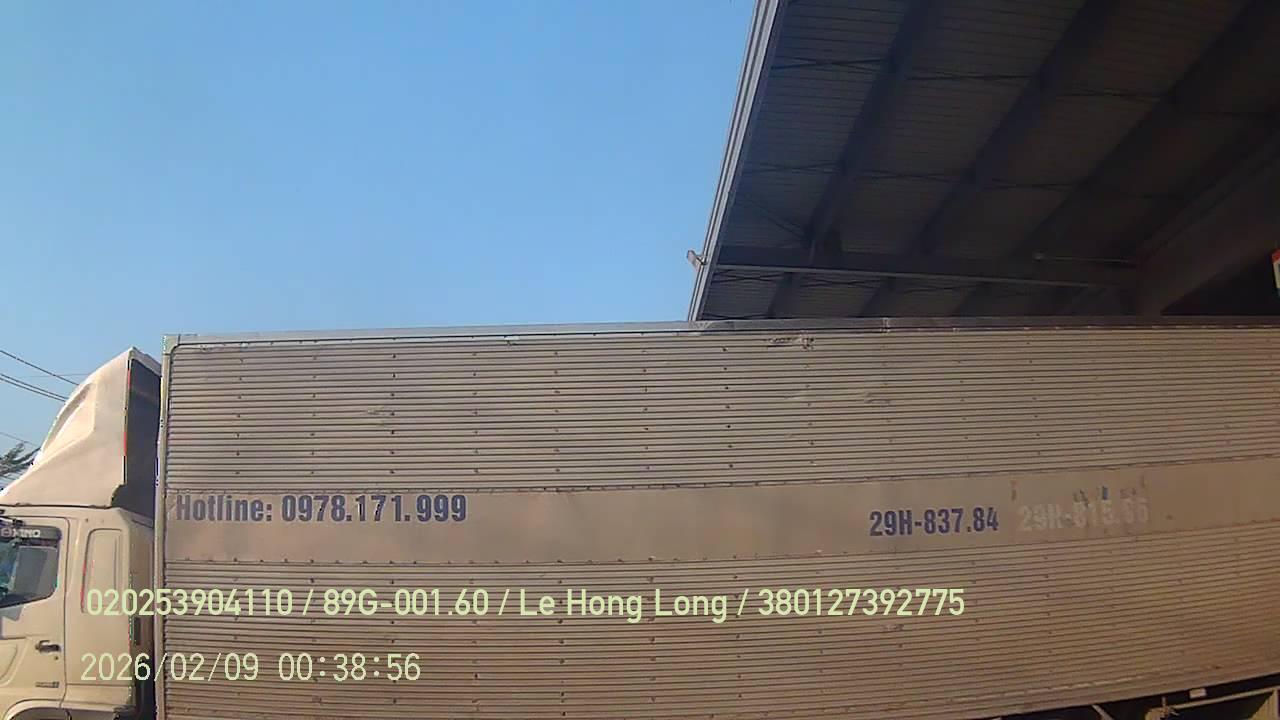 Hotline: 0978.171.999
29H-837.84
020253904110 / 89G-001.60 / Le Hong Long / 380127392775
2026/02/09 00:38:56